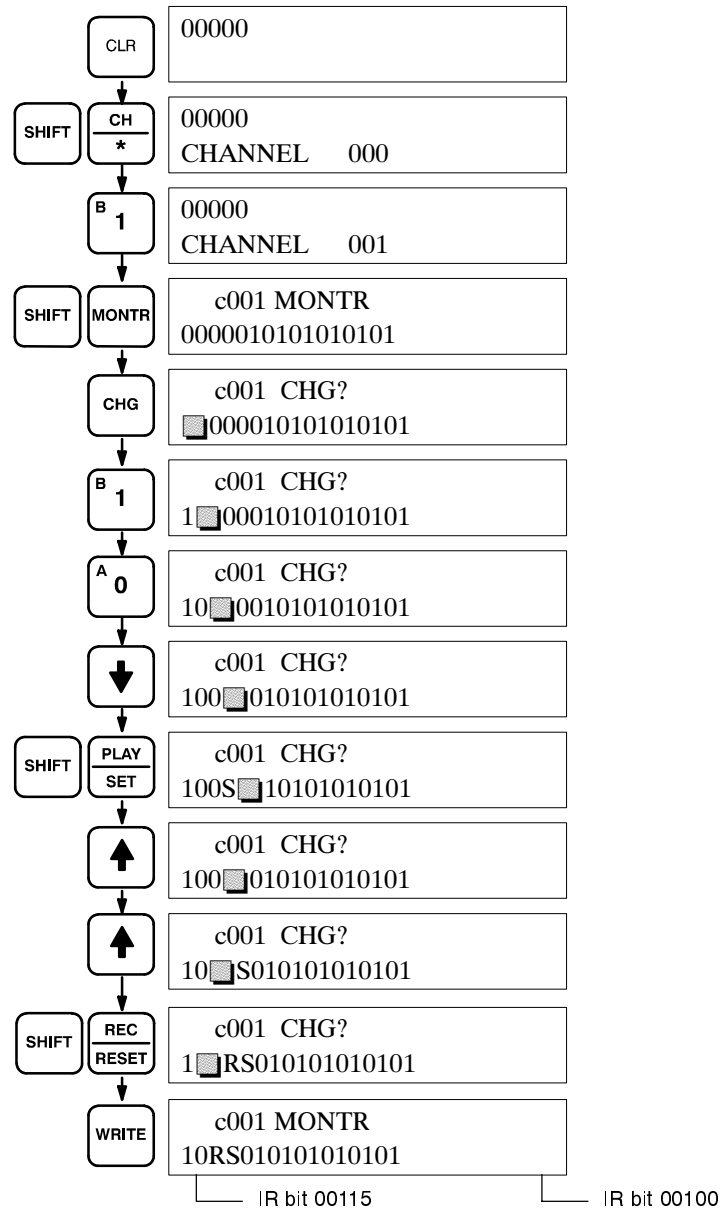 CLR
00000
SHIFT CH * 00000
CHANNEL 000
B 1 00000
CHANNEL 001
SHIFT MONTR c001 MONTR
0000010101010101
CHG c001 CHG?
000010101010101
B 1 c001 CHG?
1 00010101010101
A 0 c001 CHG?
10 0010101010101
c001 CHG?
100 010101010101
SHIFT PLAY SET c001 CHG?
100S 10101010101
c001 CHG?
100 010101010101
c001 CHG?
10 S010101010101
SHIFT REC RESET c001 CHG?
1 RS010101010101
WRITE c001 MONTR
10RS010101010101
IR bit 00115 IR bit 00100